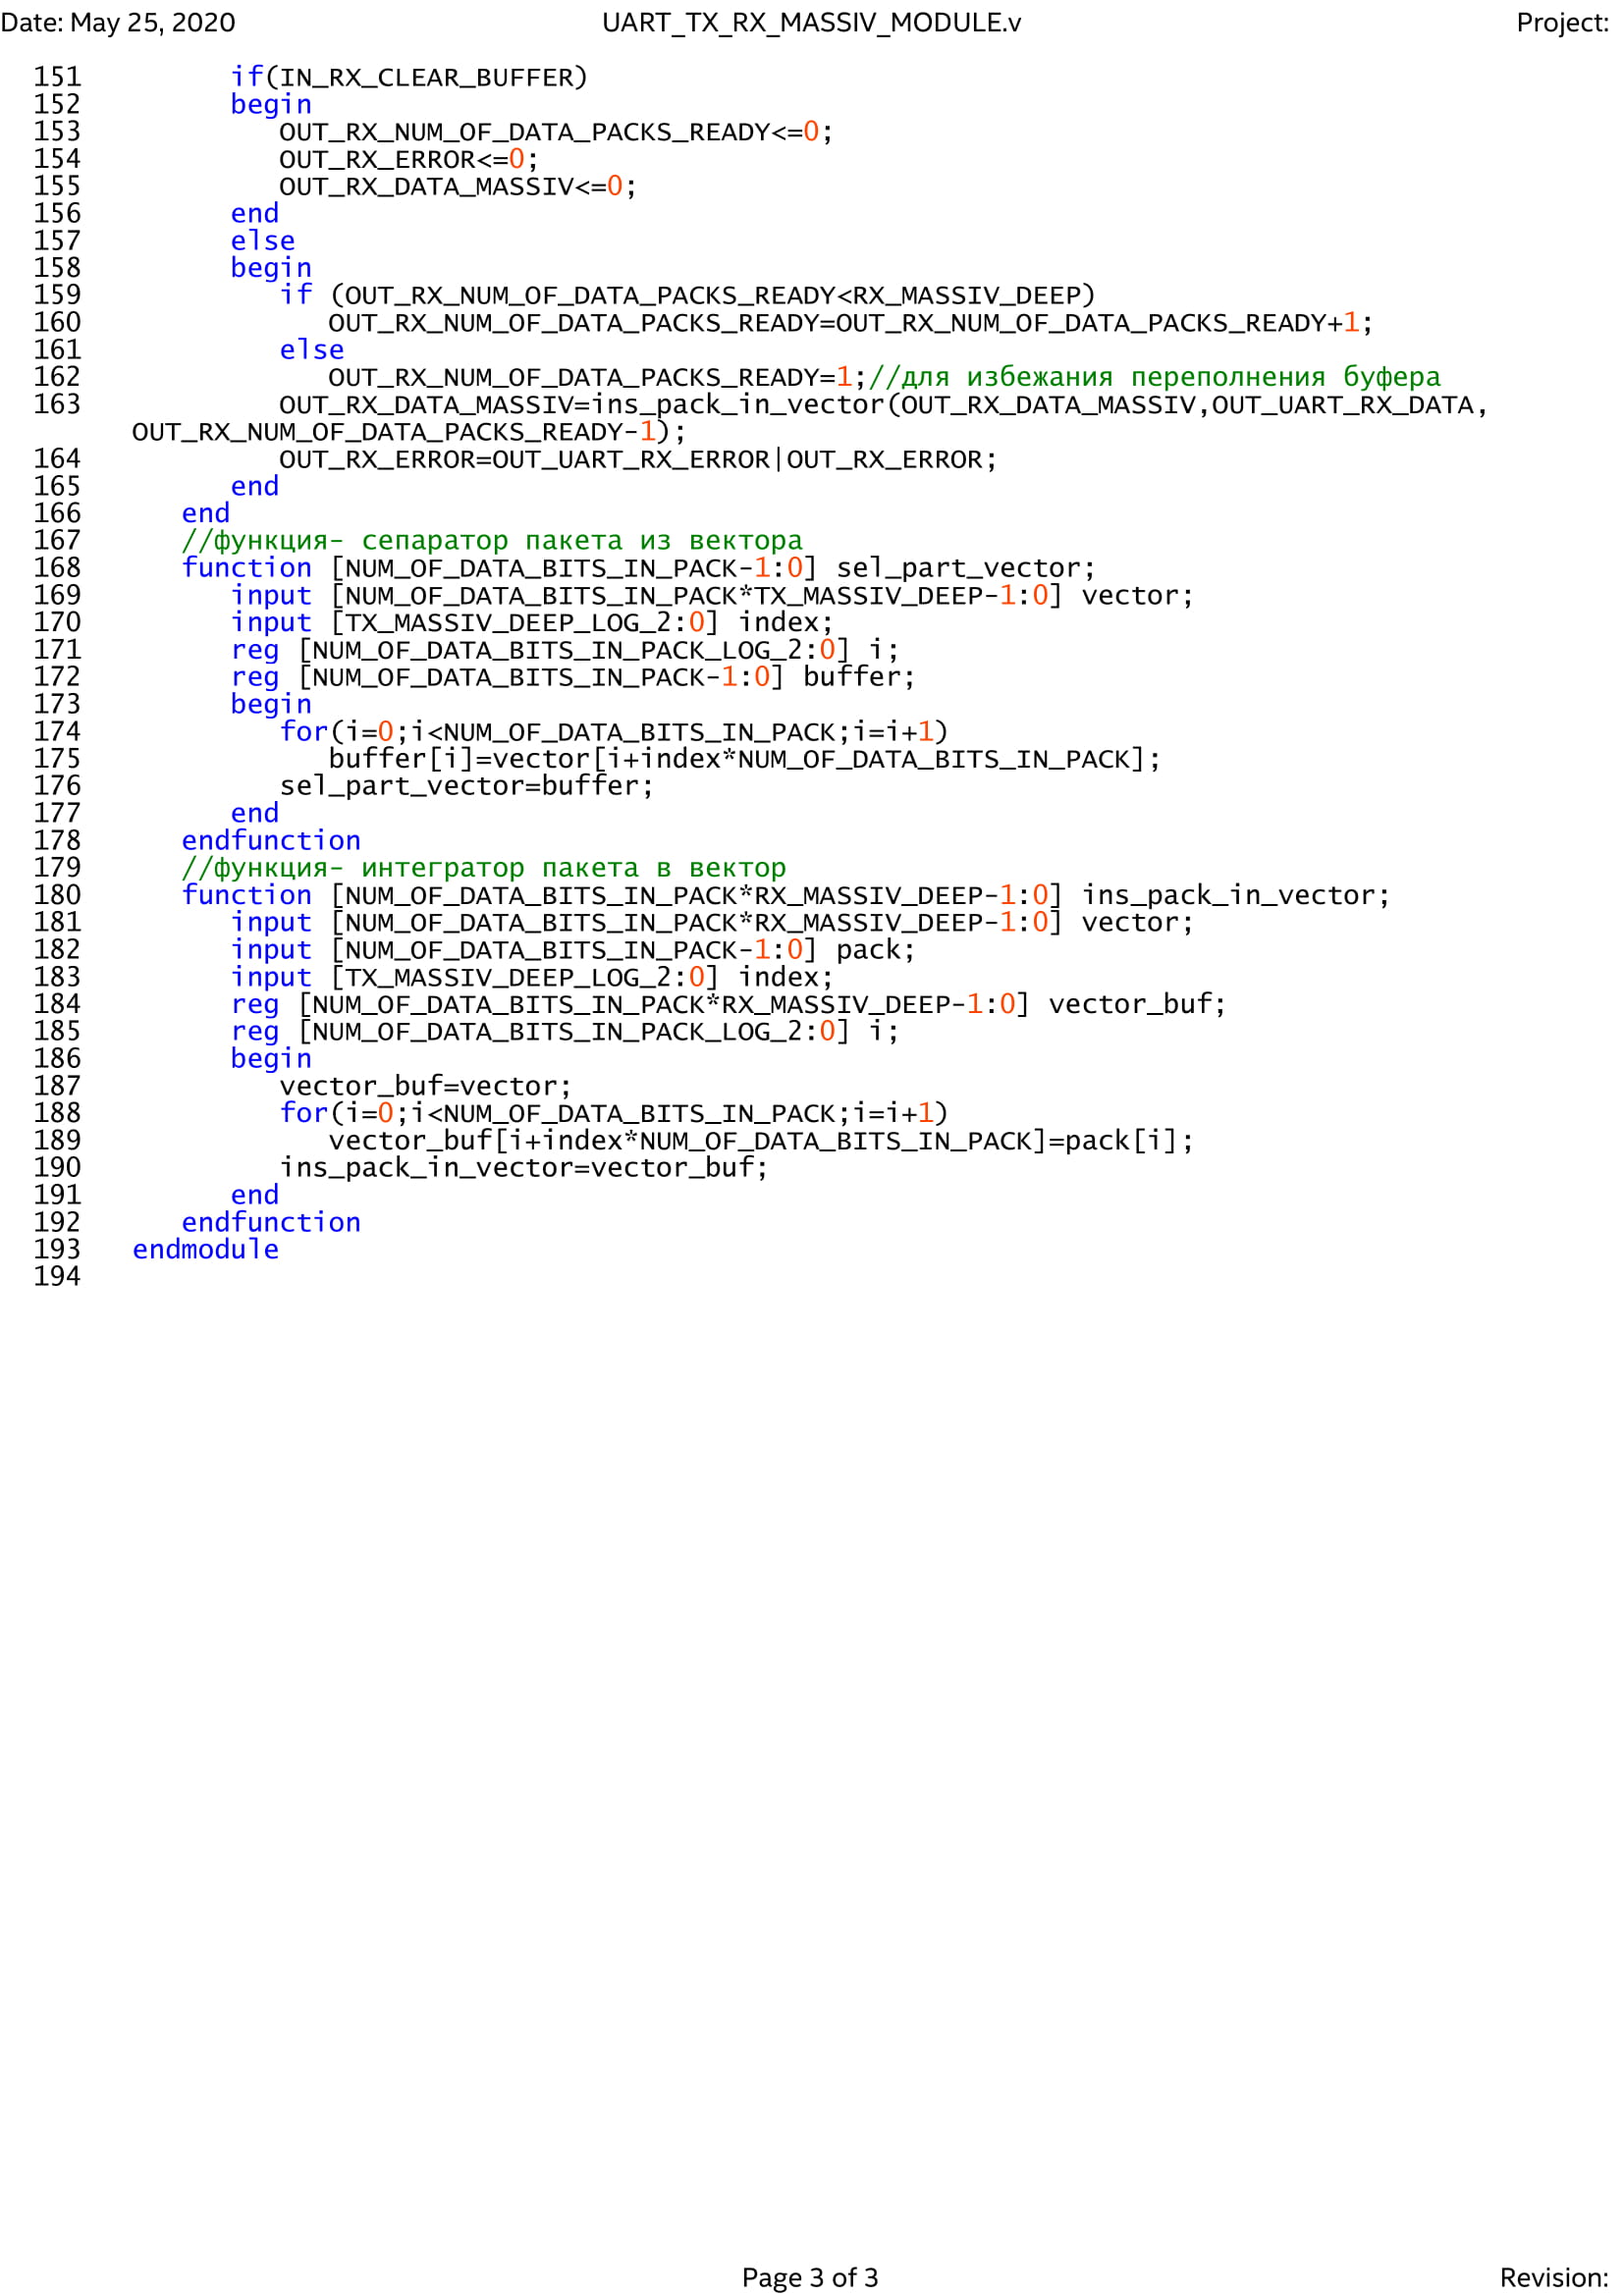 Date: May 25, 2020 UART_TX_RX_MASSIV_MODULE.v Project:
151 if(IN_RX_CLEAR_BUFFER)
152 begin
153 OUT_RX_NUM_OF_DATA_PACKS_READY<=0;
154 OUT_RX_ERROR<=0;
155 OUT_RX_DATA_MASSIV<=0;
156 end
157 else
158 begin
159 if (OUT_RX_NUM_OF_DATA_PACKS_READY<RX_MASSIV_DEEP)
160 OUT_RX_NUM_OF_DATA_PACKS_READY=OUT_RX_NUM_OF_DATA_PACKS_READY+1;
161 else
162 OUT_RX_NUM_OF_DATA_PACKS_READY=1;//для избежания переполнения буфера
163 OUT_RX_DATA_MASSIV=ins_pack_in_vector(OUT_RX_DATA_MASSIV,OUT_UART_RX_DATA,
OUT_RX_NUM_OF_DATA_PACKS_READY-1);
164 OUT_RX_ERROR=OUT_UART_RX_ERROR|OUT_RX_ERROR;
165 end
166 end
167 //функция- сепаратор пакета из вектора
168 function [NUM_OF_DATA_BITS_IN_PACK-1:0] sel_part_vector;
169 input [NUM_OF_DATA_BITS_IN_PACK*TX_MASSIV_DEEP-1:0] vector;
170 input [TX_MASSIV_DEEP_LOG_2:0] index;
171 reg [NUM_OF_DATA_BITS_IN_PACK_LOG_2:0] i;
172 reg [NUM_OF_DATA_BITS_IN_PACK-1:0] buffer;
173 begin
174 for(i=0;i<NUM_OF_DATA_BITS_IN_PACK;i=i+1)
175 buffer[i]=vector[i+index*NUM_OF_DATA_BITS_IN_PACK];
176 sel_part_vector=buffer;
177 end
178 endfunction
179 //функция- интегратор пакета в вектор
180 function [NUM_OF_DATA_BITS_IN_PACK*RX_MASSIV_DEEP-1:0] ins_pack_in_vector;
181 input [NUM_OF_DATA_BITS_IN_PACK*RX_MASSIV_DEEP-1:0] vector;
182 input [NUM_OF_DATA_BITS_IN_PACK-1:0] pack;
183 input [TX_MASSIV_DEEP_LOG_2:0] index;
184 reg [NUM_OF_DATA_BITS_IN_PACK*RX_MASSIV_DEEP-1:0] vector_buf;
185 reg [NUM_OF_DATA_BITS_IN_PACK_LOG_2:0] i;
186 begin
187 vector_buf=vector;
188 for(i=0;i<NUM_OF_DATA_BITS_IN_PACK;i=i+1)
189 vector_buf[i+index*NUM_OF_DATA_BITS_IN_PACK]=pack[i];
190 ins_pack_in_vector=vector_buf;
191 end
192 endfunction
193 endmodule
194
Page 3 of 3 Revision: